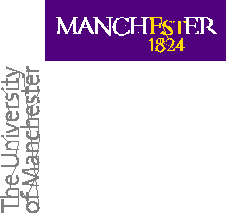 MANCHESTER
1824
The University
of Manchester